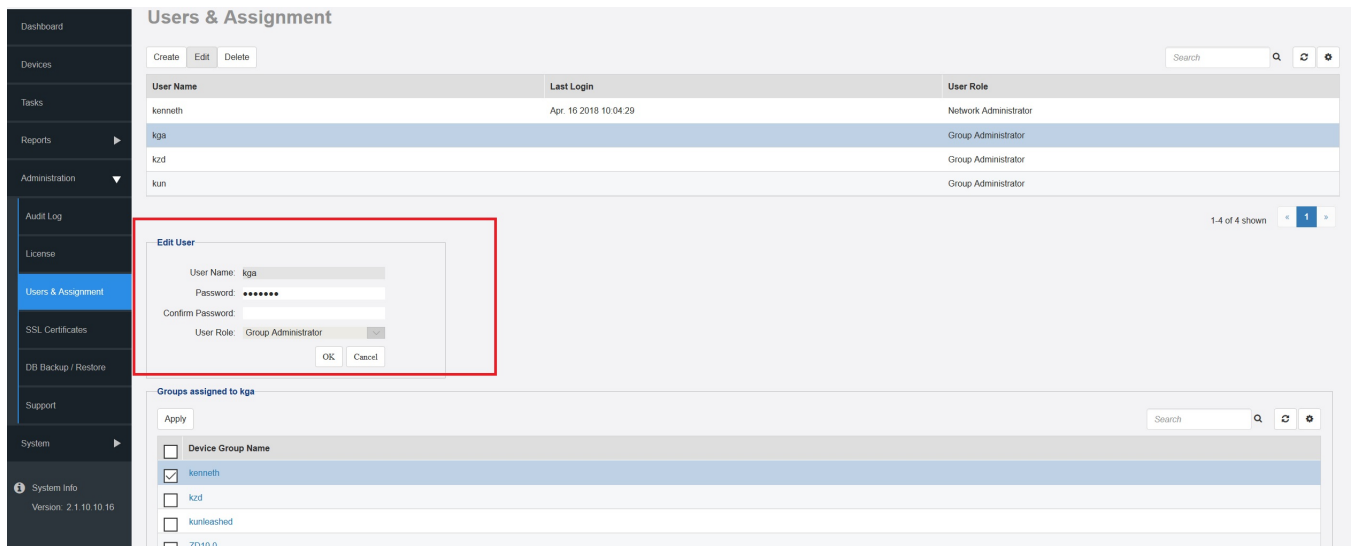 Dashboard
Devices
Tasks
Reports
Administration
Audit Log
License
Users & Assignment
SSL Certificates
DB Backup / Restore
Support
System
System Info
Version: 2.1.10.10.16
Users & Assignment
Create Edit Delete Search
User Name Last Login User Role
kenneth Apr. 16 2018 10:04:29 Network Administrator
kga Group Administrator
kzd Group Administrator
kun Group Administrator
1-4 of 4 shown « 1 »
Edit User
User Name: kga
Password: •••••••
Confirm Password:
User Role: Group Administrator
OK Cancel
Groups assigned to kga
Apply Search
Device Group Name
kenneth
kzd
kunleashed